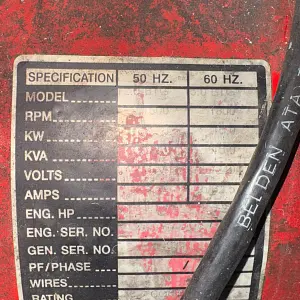 SPECIFICATION 50 HZ. 60 HZ.
MODEL
RPM
KW
KVA
VOLTS
AMPS
ENG. HP
ENG. SER. NO.
GEN. SER. NO.
PF/PHASE /
WIRES
RATING
BELDEN